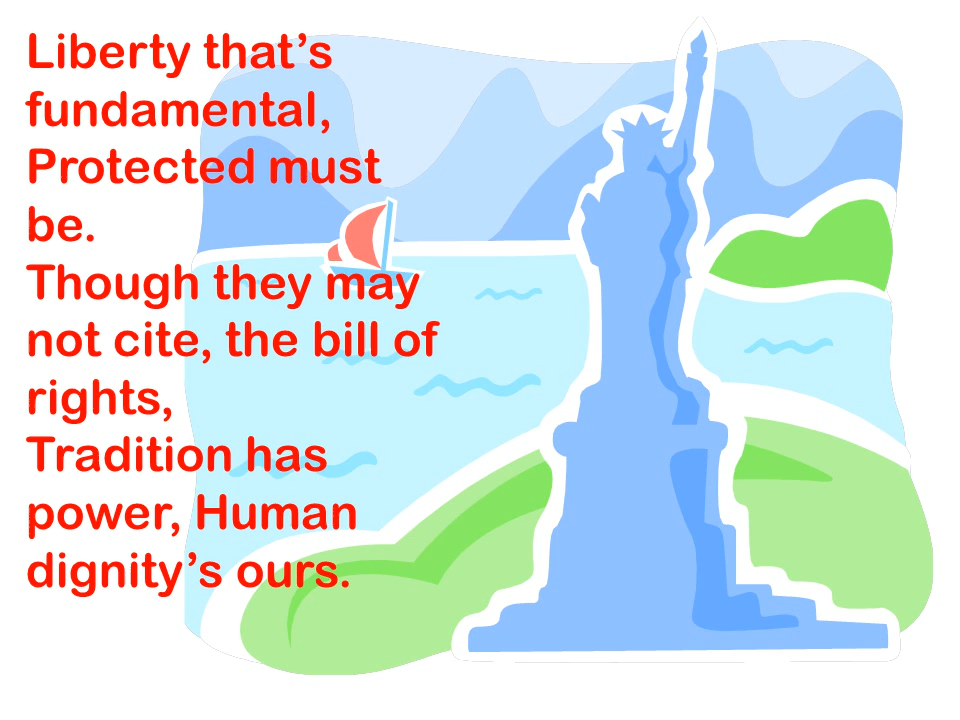 Liberty that’s
fundamental,
Protected must
be.
Though they may
not cite, the bill of
rights,
Tradition has
power, Human
dignity’s ours.